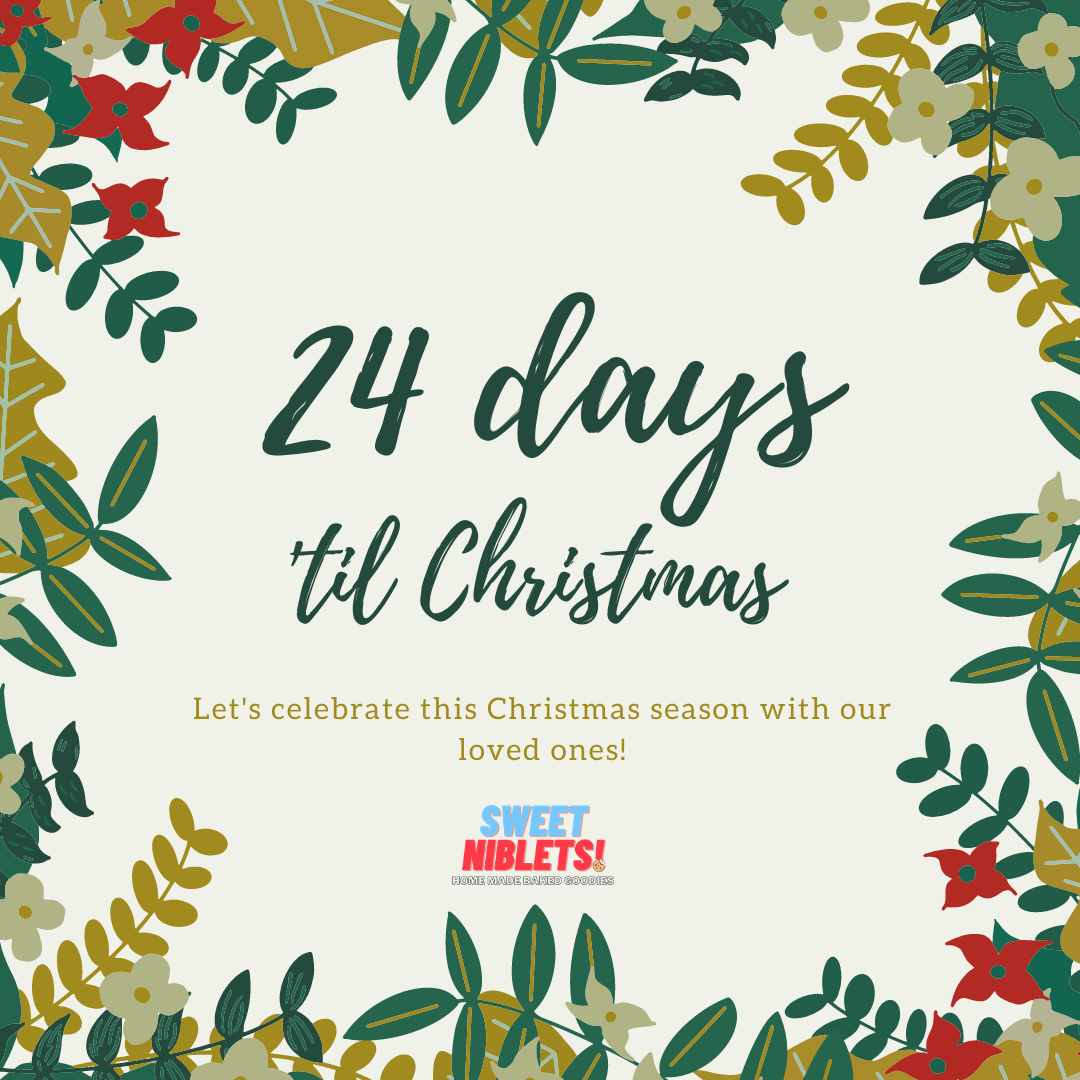 24 days
'til Christmas
Let's celebrate this Christmas season with our
loved ones!
SWEET
NIBLETS!
HOME MADE BAKED GOODIES